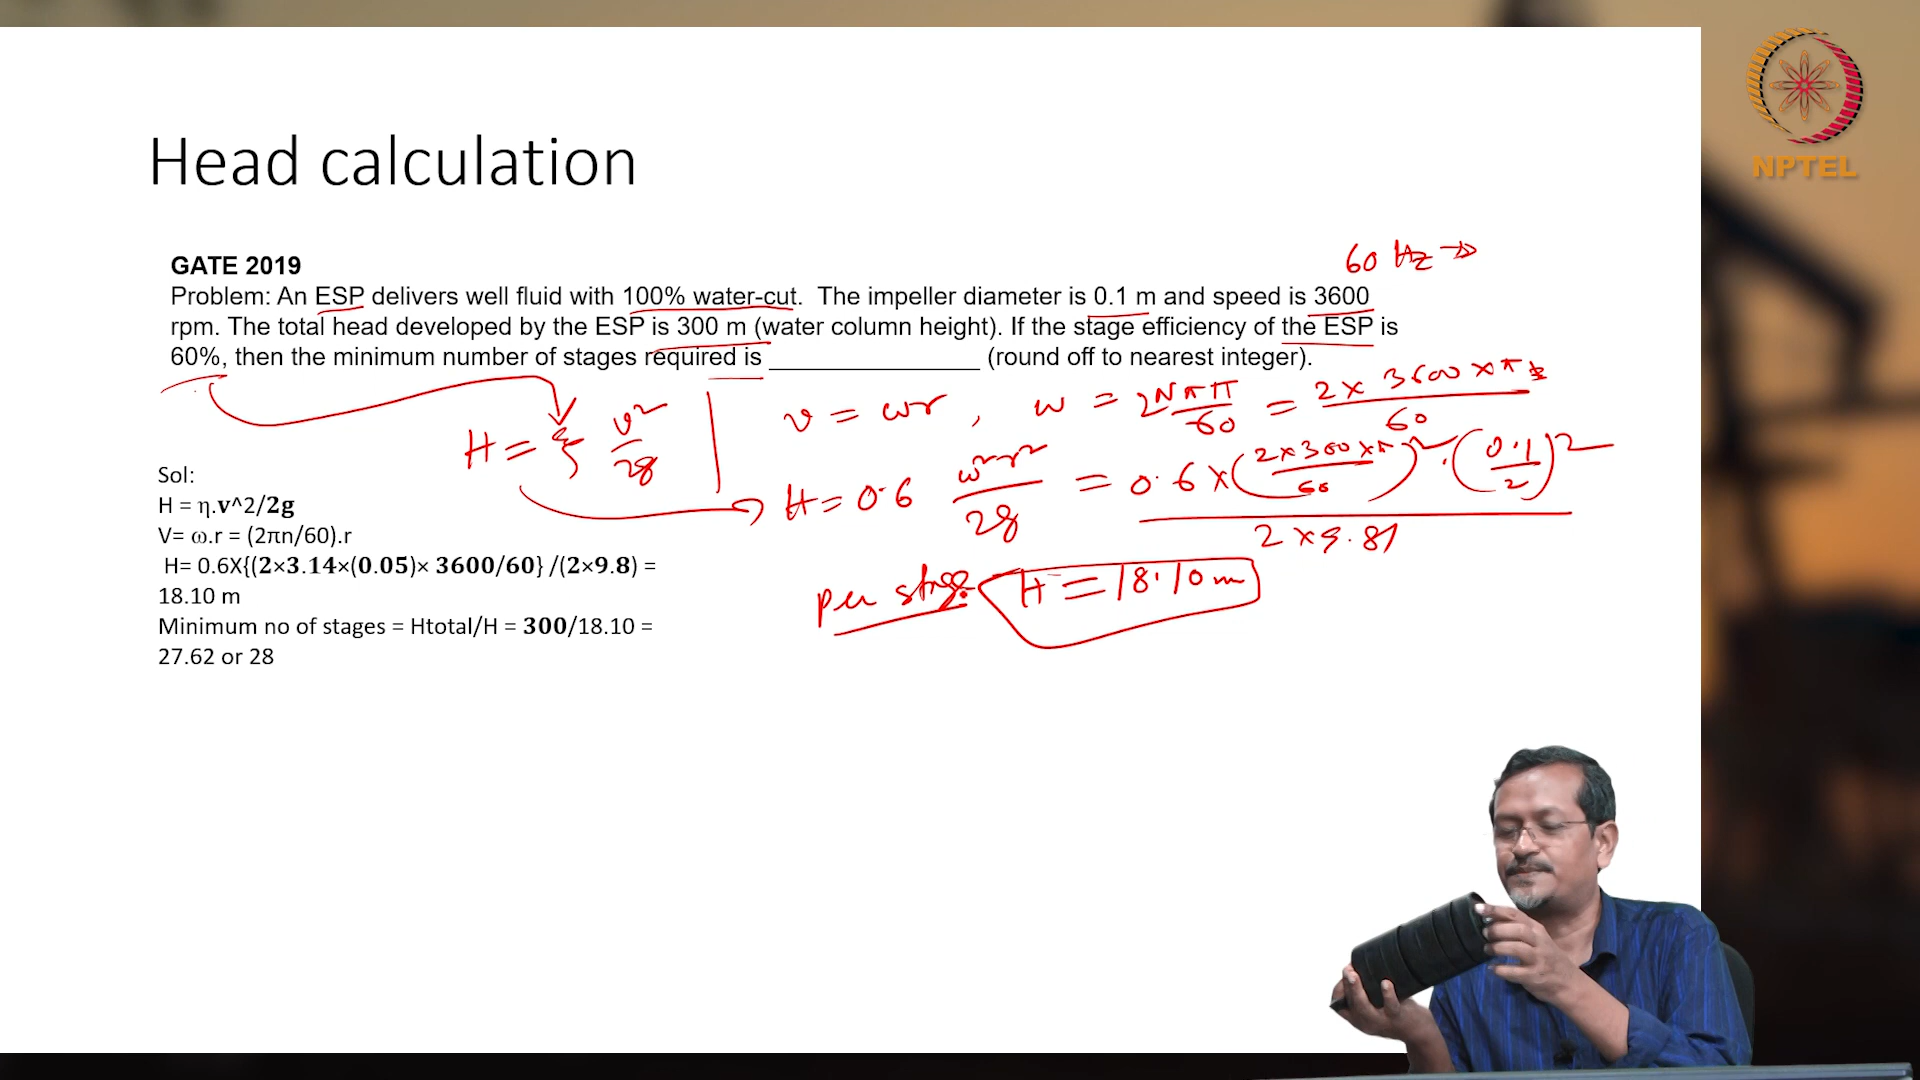 NPTEL
Head calculation
60 Hz →
GATE 2019
Problem: An ESP delivers well fluid with 100% water-cut. The impeller diameter is 0.1 m and speed is 3600
rpm. The total head developed by the ESP is 300 m (water column height). If the stage efficiency of the ESP is
60%, then the minimum number of stages required is ________________ (round off to nearest integer).
v = ωr , ω = 2Nπ/60 = 2 x 3600 x π/60
H = ξ v²/2g
H = 0.6 ω²r²/2g = 0.6 x (2 x 360 x π/60)² . (0.1/2)² / 2 x 9.81
per stage H = 18.10 m
Sol:
H = η.v^2/2g
V= ω.r = (2πn/60).r
H= 0.6X{(2×3.14×(0.05)× 3600/60} /(2×9.8) =
18.10 m
Minimum no of stages = Htotal/H = 300/18.10 =
27.62 or 28